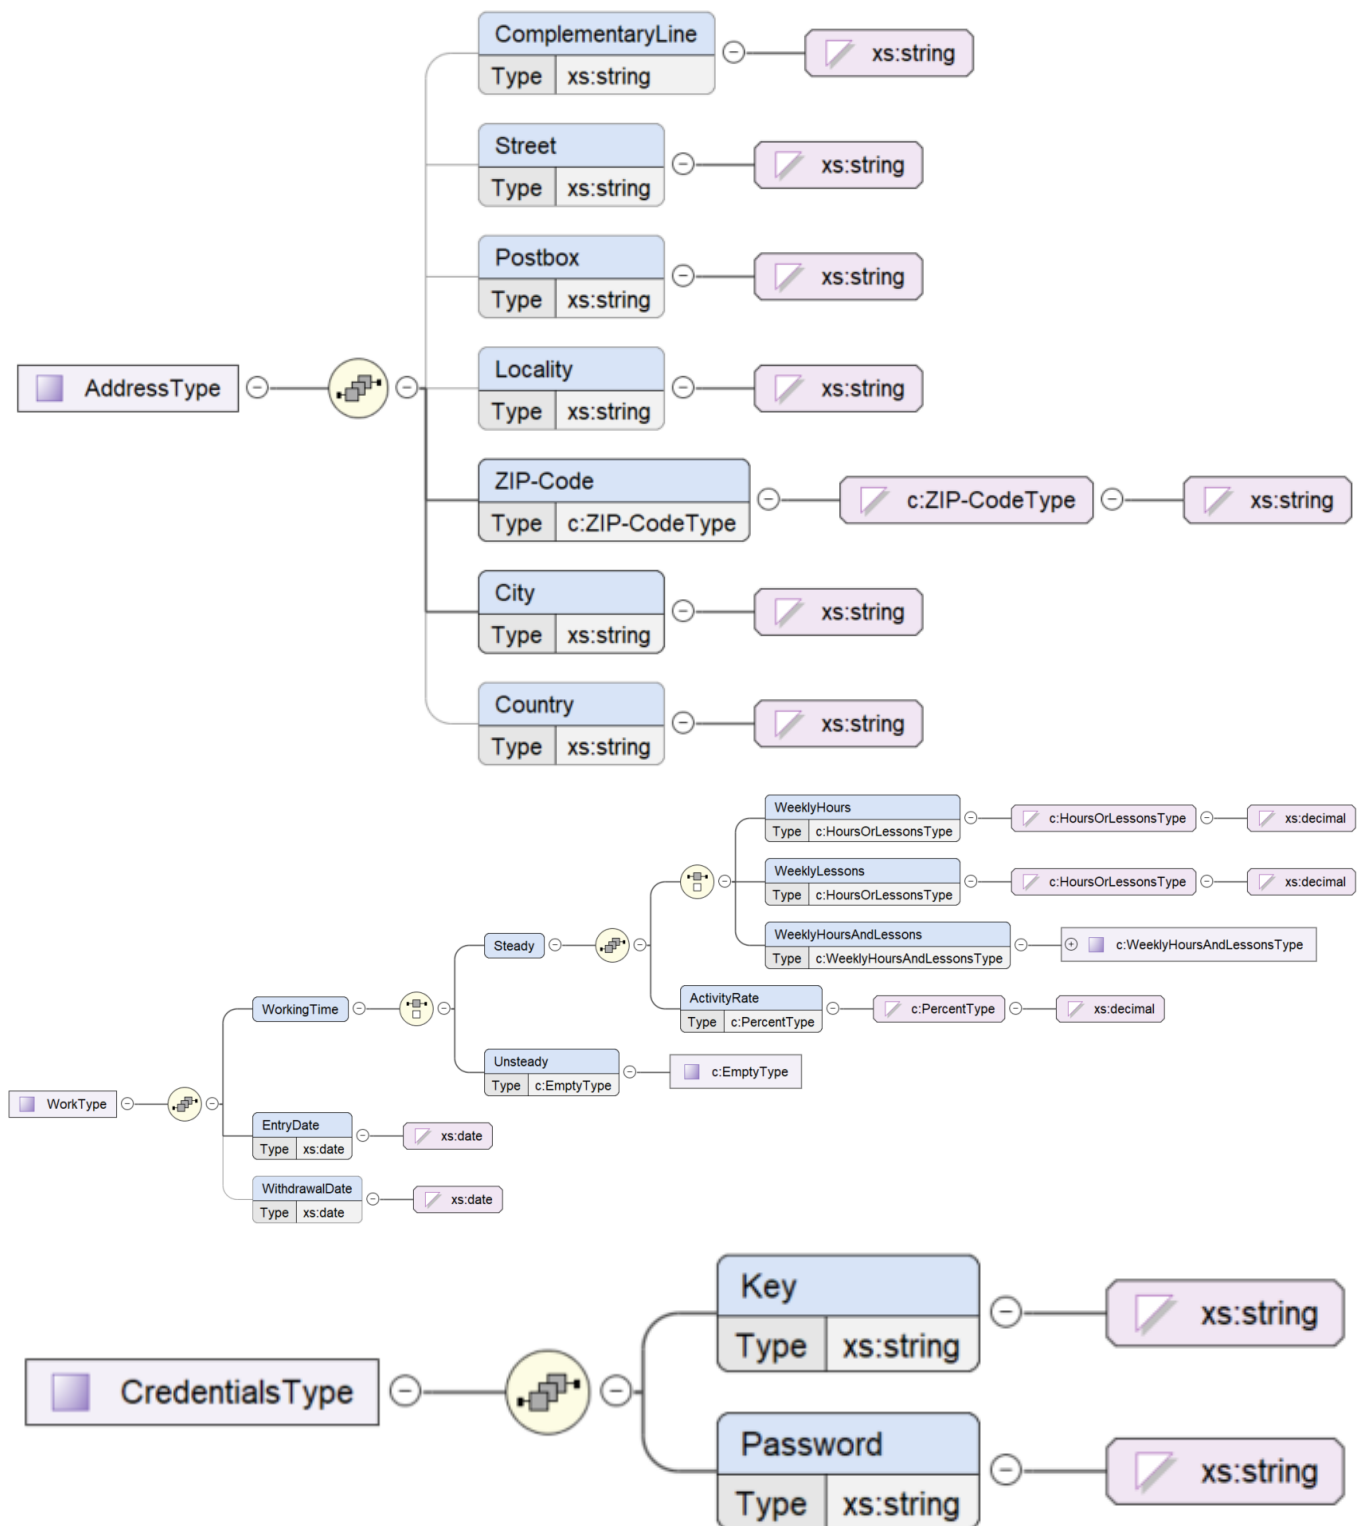 ComplementaryLine
Type xs:string
xs:string
Street
Type xs:string
xs:string
Postbox
Type xs:string
xs:string
AddressType
Locality
Type xs:string
xs:string
ZIP-Code
Type c:ZIP-CodeType
c:ZIP-CodeType
xs:string
City
Type xs:string
xs:string
Country
Type xs:string
xs:string
WorkType
WorkingTime
Steady
WeeklyHours
Type c:HoursOrLessonsType
c:HoursOrLessonsType
xs:decimal
WeeklyLessons
Type c:HoursOrLessonsType
c:HoursOrLessonsType
xs:decimal
WeeklyHoursAndLessons
Type c:WeeklyHoursAndLessonsType
c:WeeklyHoursAndLessonsType
ActivityRate
Type c:PercentType
c:PercentType
xs:decimal
Unsteady
Type c:EmptyType
c:EmptyType
EntryDate
Type xs:date
xs:date
WithdrawalDate
Type xs:date
xs:date
CredentialsType
Key
Type xs:string
xs:string
Password
Type xs:string
xs:string